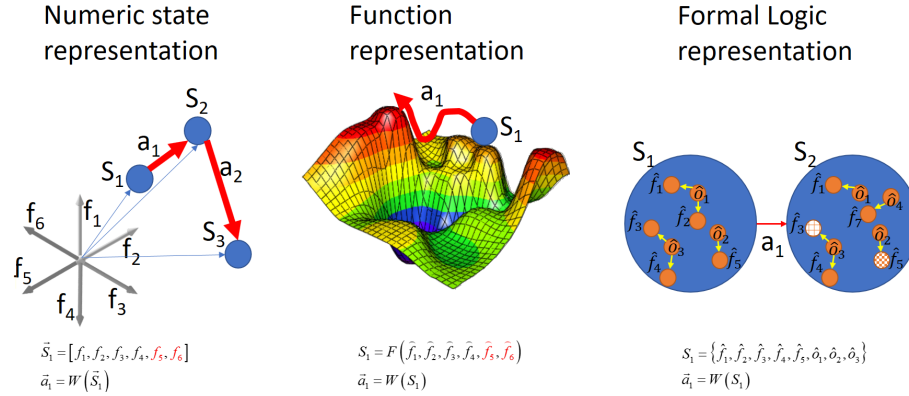 Numeric state
representation
Function
representation
Formal Logic
representation
S₂
a₁
S₁
a₂
S₃
f₁
f₂
f₃
f₄
f₅
f₆
a₁
S₁
S₁
f̂₁
ô₁
f̂₂
f̂₃
ô₂
ô₃
f̂₄
f̂₅
a₁
S₂
f̂₁
ô₁
ô₄
f̂₇
f̂₃
ô₂
ô₃
f̂₄
f̂₅
S⃗₁ = [f₁, f₂, f₃, f₄, f₅, f₆]
a⃗₁ = W(S⃗₁)
S₁ = F(f̂₁, f̂₂, f̂₃, f̂₄, f̂₅, f̂₆)
a⃗₁ = W(S₁)
S₁ = {f̂₁, f̂₂, f̂₃, f̂₄, f̂₅, ô₁, ô₂, ô₃}
a⃗₁ = W(S₁)